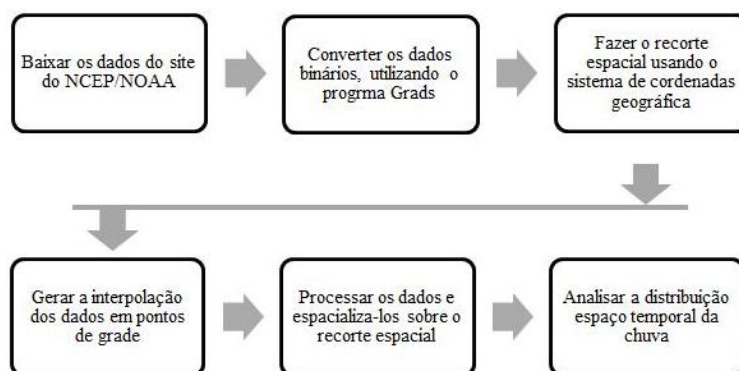 Baixar os dados do site
do NCEP/NOAA
Converter os dados
binários, utilizando o
progrma Grads
Fazer o recorte
espacial usando o
sistema de cordenadas
geográfica
Gerar a interpolação
dos dados em pontos
de grade
Processar os dados e
espacializa-los sobre o
recorte espacial
Analisar a distribuição
espaço temporal da
chuva